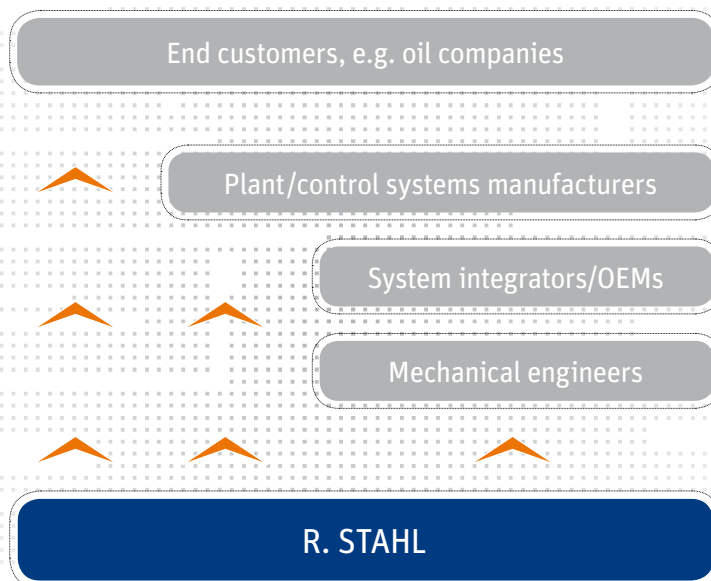 End customers, e.g. oil companies
Plant/control systems manufacturers
System integrators/OEMs
Mechanical engineers
R. STAHL